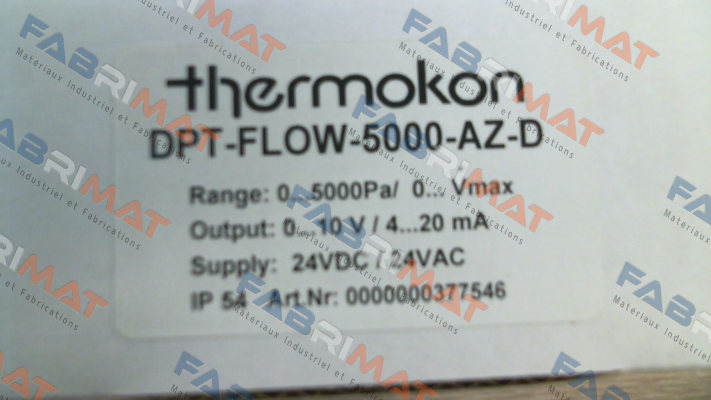 thermokon
DPT-FLOW-5000-AZ-D
Range: 0...5000Pa/ 0... Vmax
Output: 0...10 V / 4...20 mA
Supply: 24VDC / 24VAC
IP 54 Art.Nr: 0000000377546
FABRIMAT
Materiaux Industriel et Fabrications